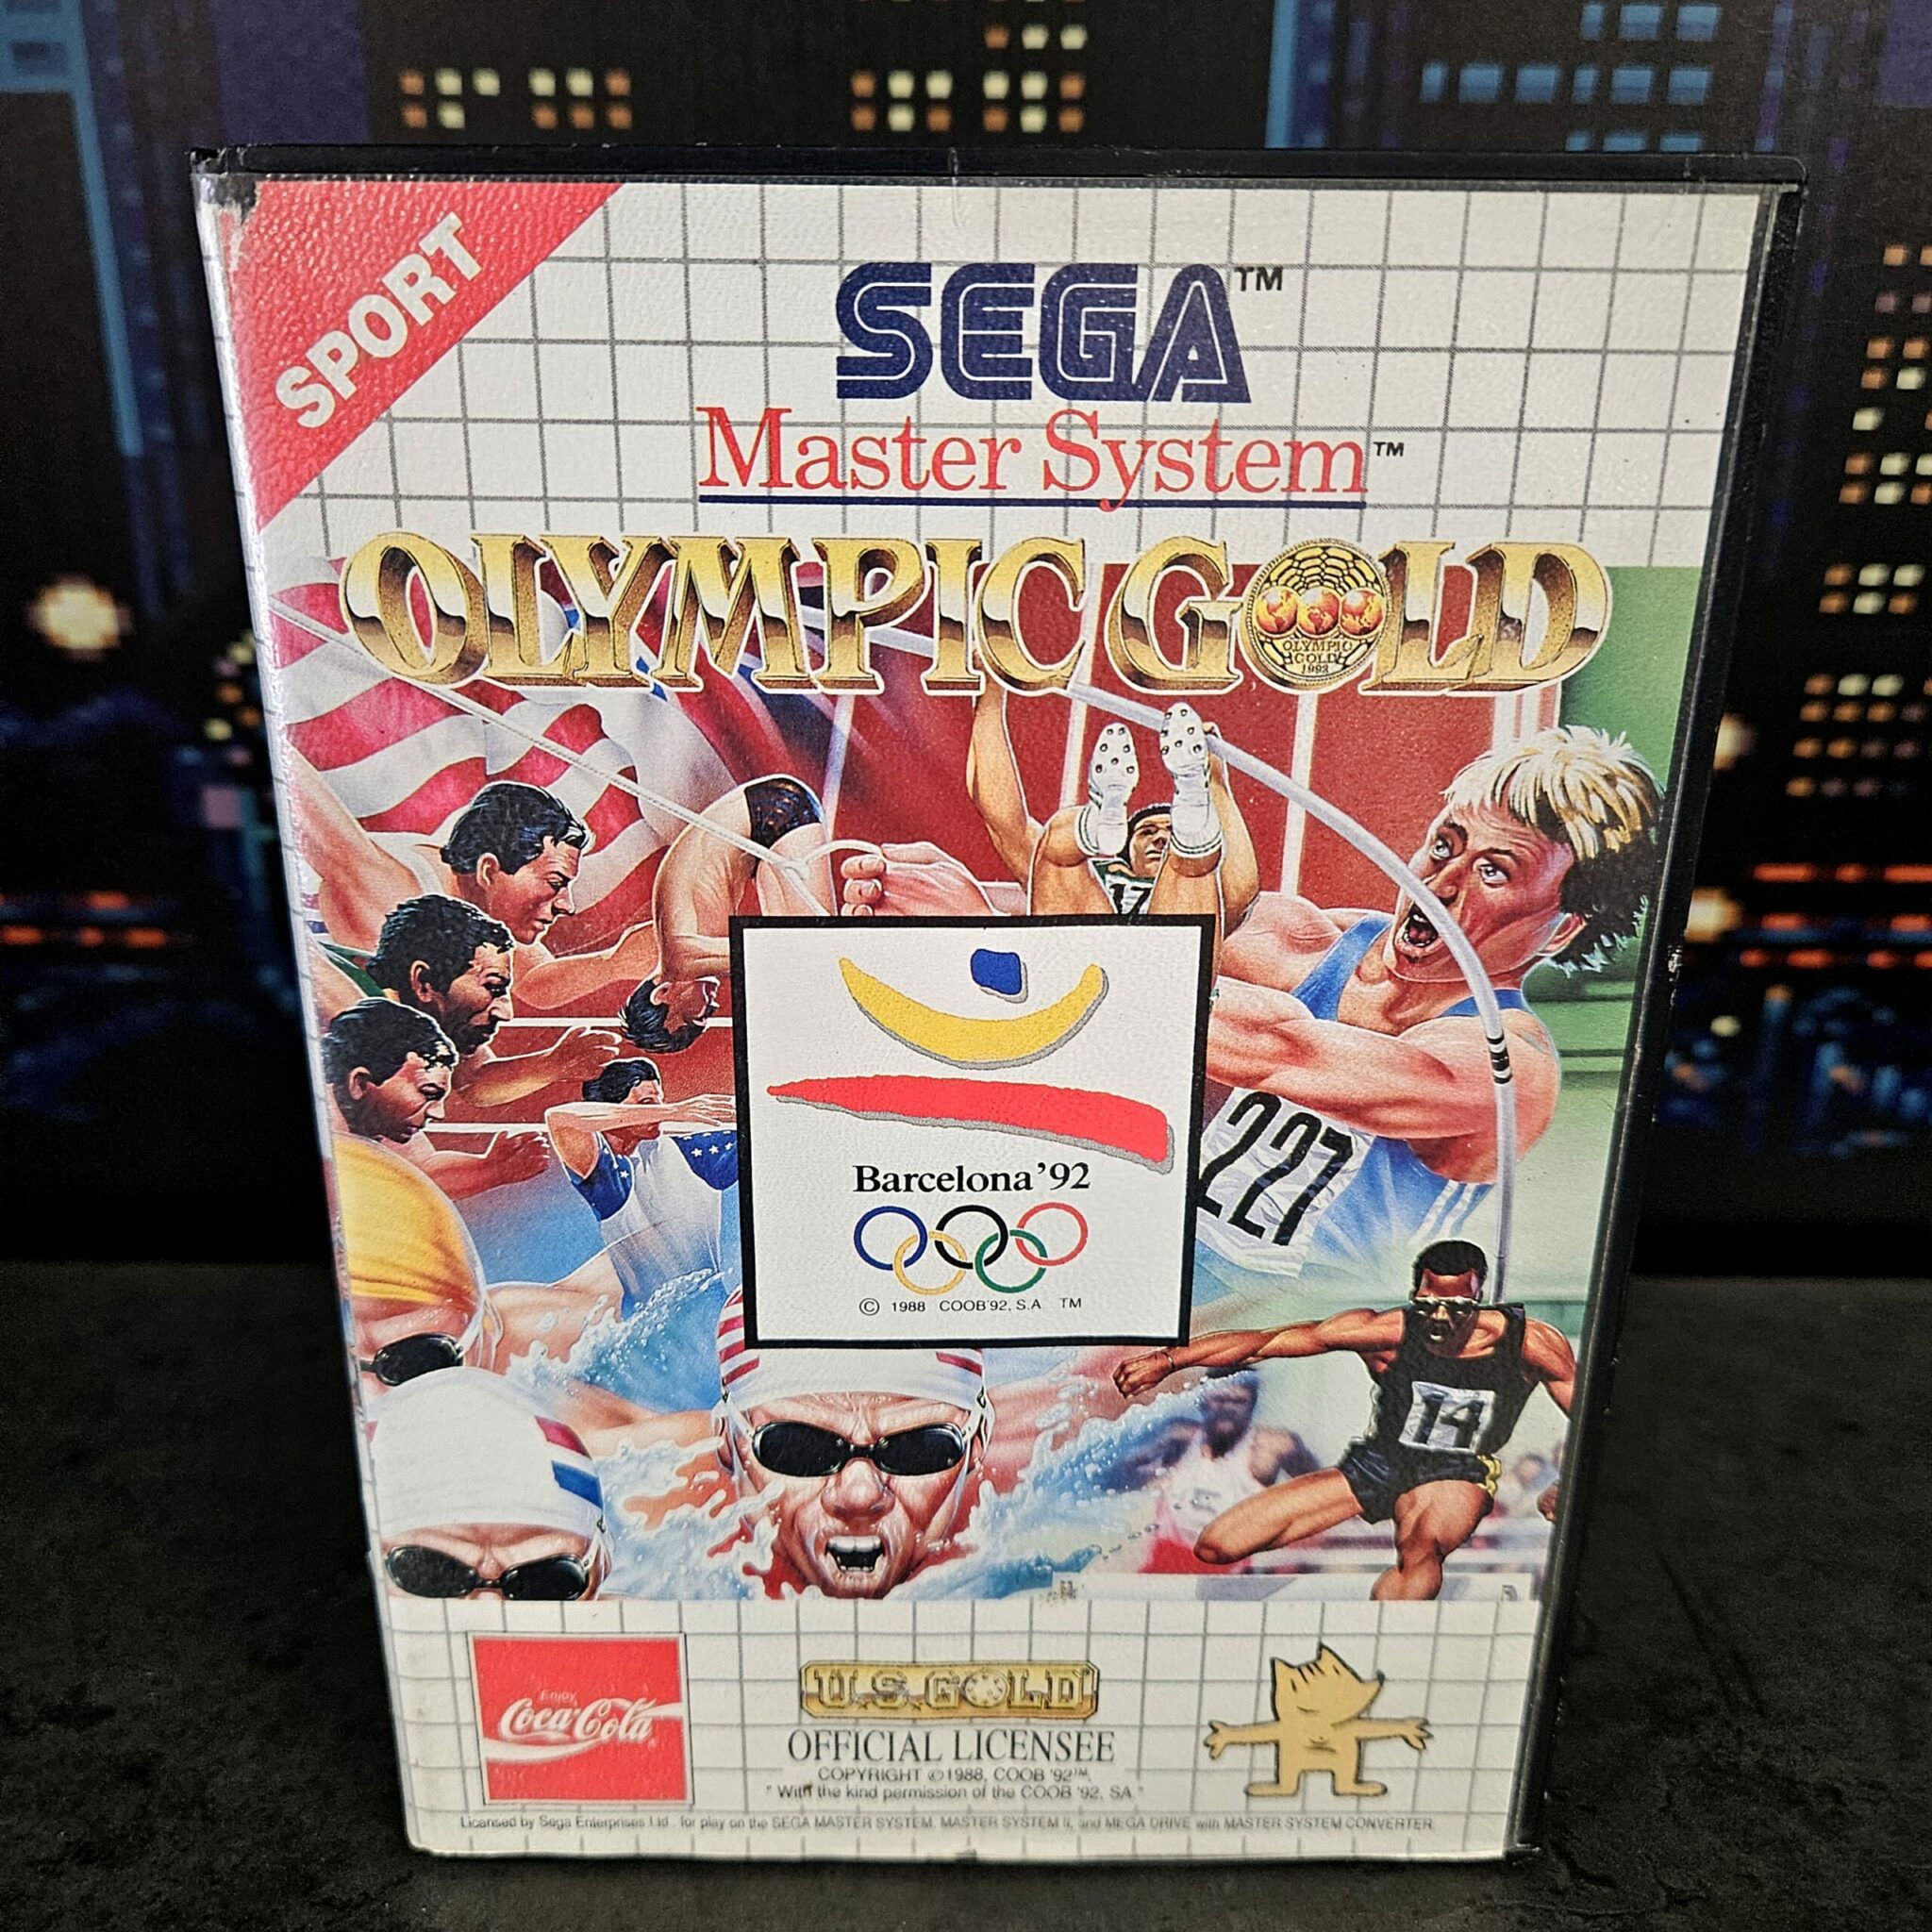 SPORT
SEGA™
Master System™
OLYMPIC GOLD
OLYMPIC
GOLD
1992
17
227
Barcelona '92
© 1988 COOB'92, S.A ™
14
Enjoy
Coca-Cola
U.S. GOLD
OFFICIAL LICENSEE
COPYRIGHT ©1988, COOB '92™,
"With the kind permission of the COOB '92, SA."
Licensed by Sega Enterprises Ltd. for play on the SEGA MASTER SYSTEM, MASTER SYSTEM II, and MEGA DRIVE with MASTER SYSTEM CONVERTER.